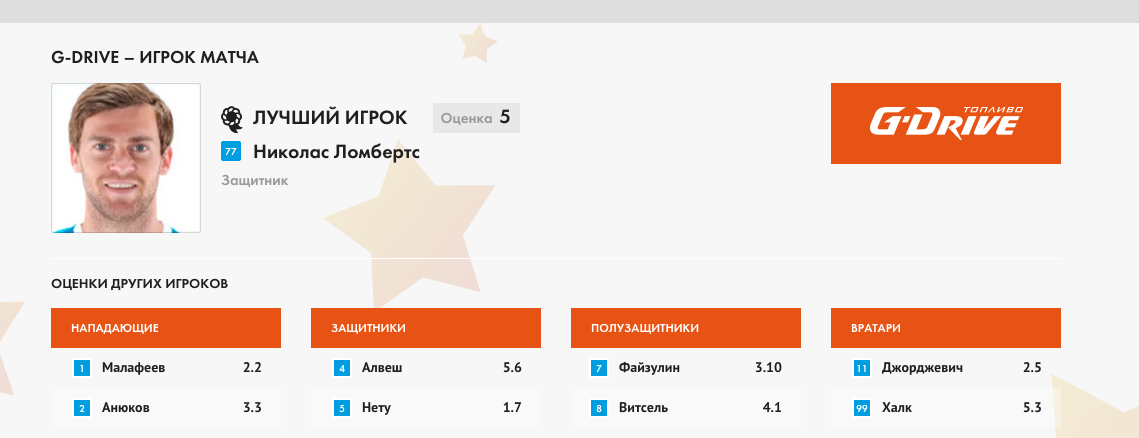 G-DRIVE – ИГРОК МАТЧА
ЛУЧШИЙ ИГРОК Оценка 5
77 Николас Ломбертс
Защитник
ТОПЛИВО
G-DRIVE
ОЦЕНКИ ДРУГИХ ИГРОКОВ
НАПАДАЮЩИЕ ЗАЩИТНИКИ ПОЛУЗАЩИТНИКИ ВРАТАРИ
1 Малафеев 2.2 4 Алвеш 5.6 7 Файзулин 3.10 11 Джорджевич 2.5
2 Анюков 3.3 5 Нету 1.7 8 Витсель 4.1 99 Халк 5.3